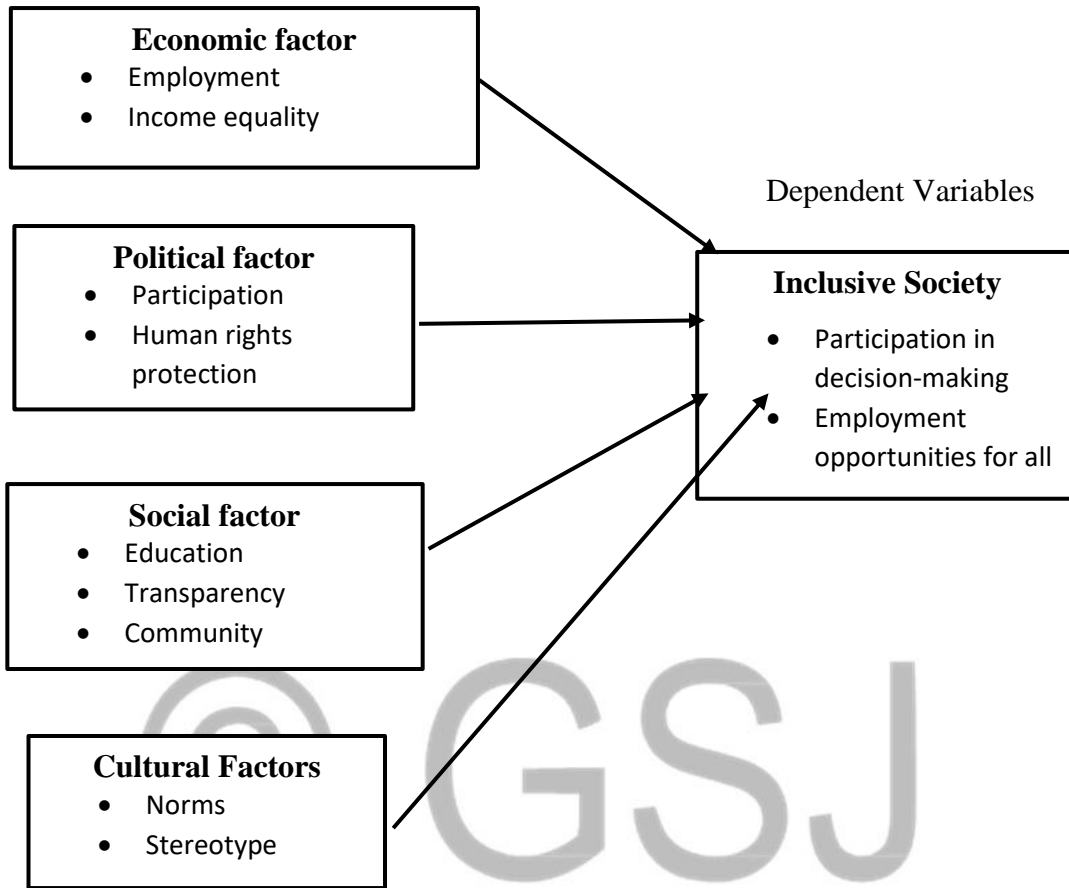 Economic factor
• Employment
• Income equality
Dependent Variables
Political factor
• Participation
• Human rights
protection
Inclusive Society
• Participation in
decision-making
• Employment
opportunities for all
Social factor
• Education
• Transparency
• Community
Cultural Factors
• Norms
• Stereotype
© GSJ